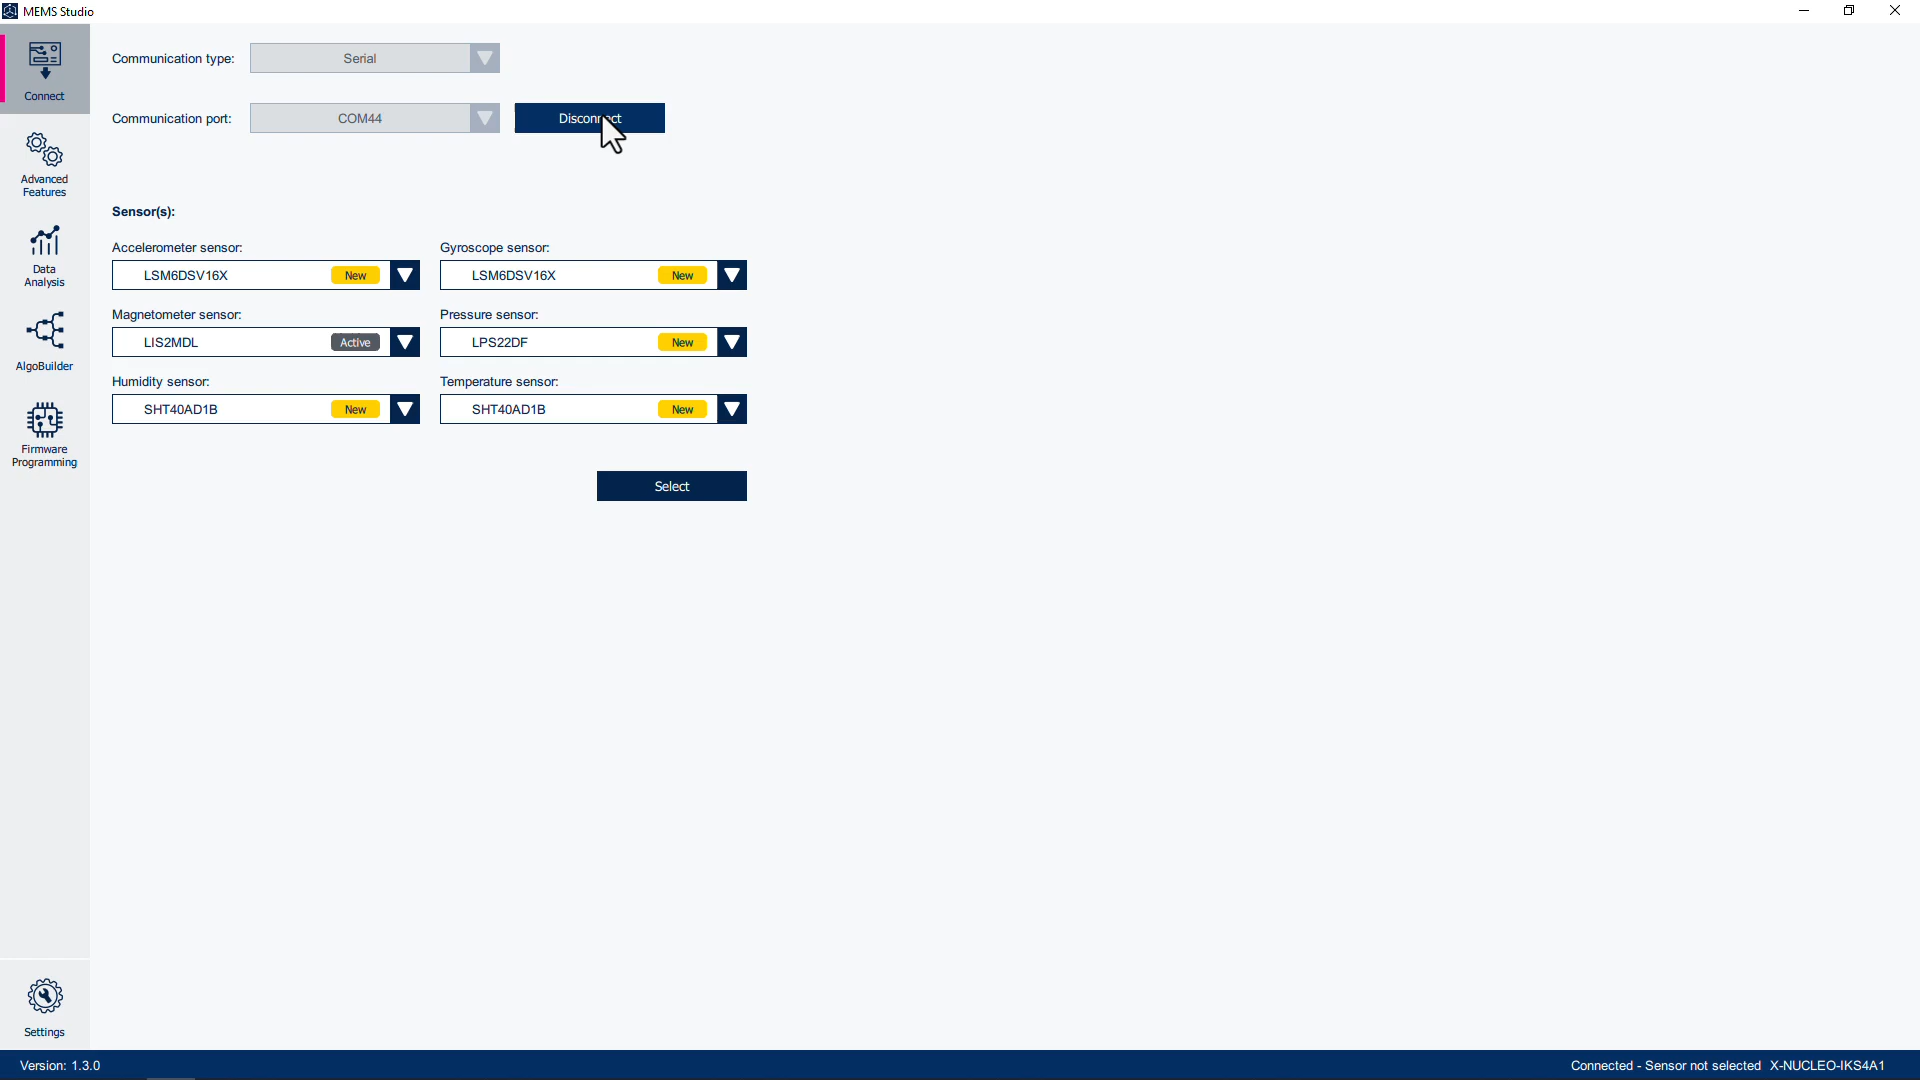 MEMS Studio
Connect
Advanced
Features
Data
Analysis
AlgoBuilder
Firmware
Programming
Settings
Communication type: Serial
Communication port: COM44 Disconnect
Sensor(s):
Accelerometer sensor: Gyroscope sensor:
LSM6DSV16X New LSM6DSV16X New
Magnetometer sensor: Pressure sensor:
LIS2MDL Active LPS22DF New
Humidity sensor: Temperature sensor:
SHT40AD1B New SHT40AD1B New
Select
Version: 1.3.0 Connected - Sensor not selected X-NUCLEO-IKS4A1